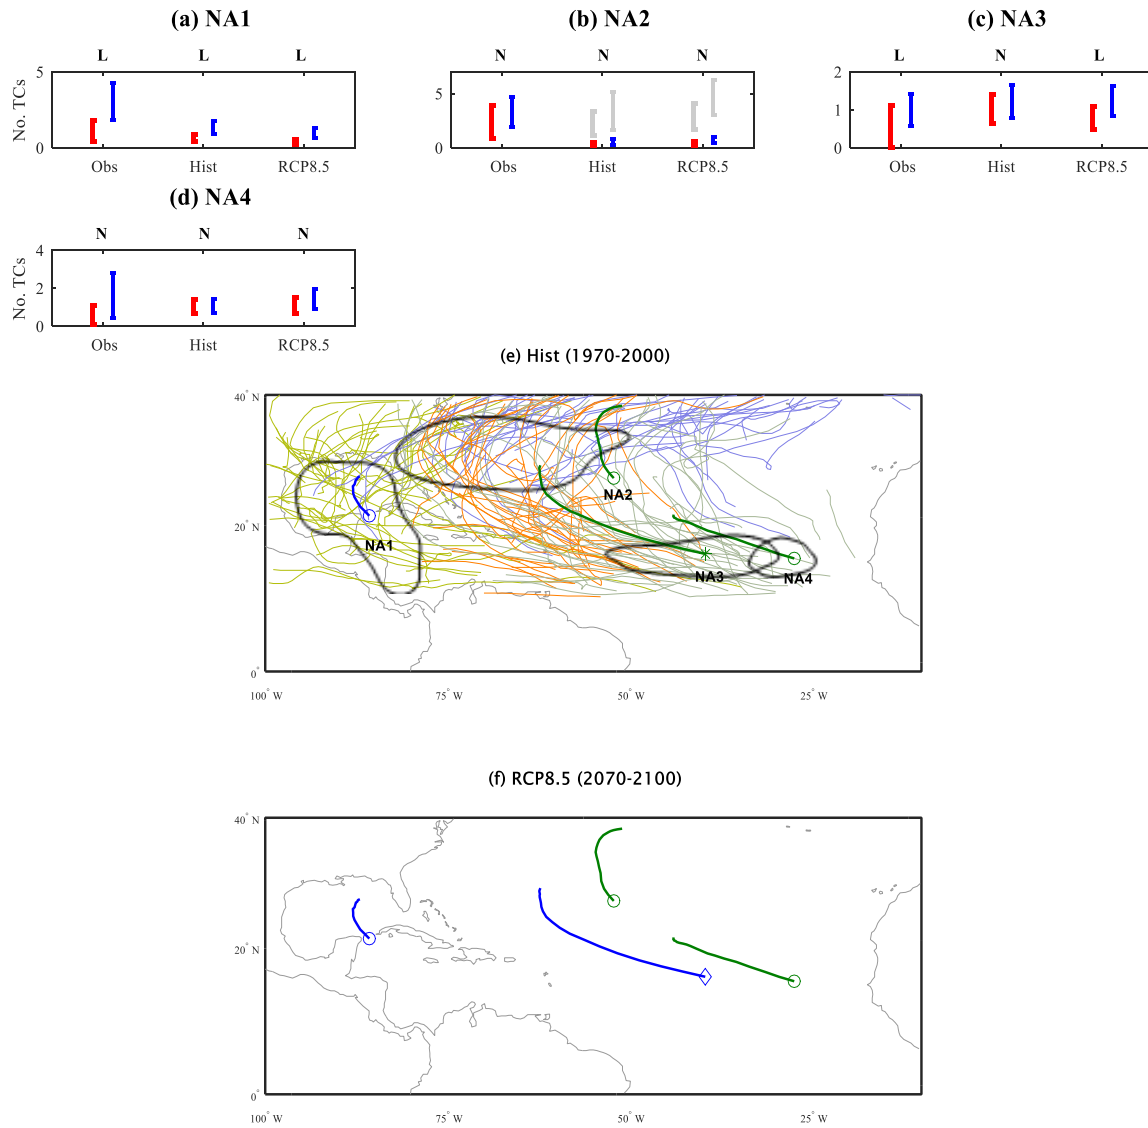 (a) NA1
(b) NA2
(c) NA3
L L L
N N N
L N L
No. TCs
5
0
5
0
2
1
0
Obs Hist RCP8.5
Obs Hist RCP8.5
Obs Hist RCP8.5
(d) NA4
N N N
No. TCs
4
2
0
Obs Hist RCP8.5
(e) Hist (1970-2000)
40° N
20° N
0°
NA1
NA2
NA3
NA4
100° W 75° W 50° W 25° W
(f) RCP8.5 (2070-2100)
40° N
20° N
0°
100° W 75° W 50° W 25° W